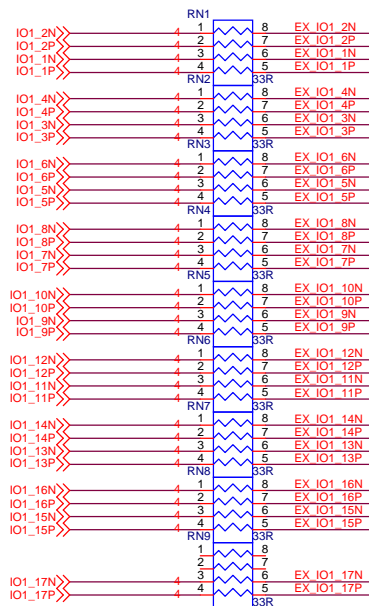 RN1
IO1_2N 4 1 8 EX_IO1_2N
IO1_2P 4 2 7 EX_IO1_2P
IO1_1N 4 3 6 EX_IO1_1N
IO1_1P 4 4 5 EX_IO1_1P
RN2 33R
IO1_4N 4 1 8 EX_IO1_4N
IO1_4P 4 2 7 EX_IO1_4P
IO1_3N 4 3 6 EX_IO1_3N
IO1_3P 4 4 5 EX_IO1_3P
RN3 33R
IO1_6N 4 1 8 EX_IO1_6N
IO1_6P 4 2 7 EX_IO1_6P
IO1_5N 4 3 6 EX_IO1_5N
IO1_5P 4 4 5 EX_IO1_5P
RN4 33R
IO1_8N 4 1 8 EX_IO1_8N
IO1_8P 4 2 7 EX_IO1_8P
IO1_7N 4 3 6 EX_IO1_7N
IO1_7P 4 4 5 EX_IO1_7P
RN5 33R
IO1_10N 4 1 8 EX_IO1_10N
IO1_10P 4 2 7 EX_IO1_10P
IO1_9N 4 3 6 EX_IO1_9N
IO1_9P 4 4 5 EX_IO1_9P
RN6 33R
IO1_12N 4 1 8 EX_IO1_12N
IO1_12P 4 2 7 EX_IO1_12P
IO1_11N 4 3 6 EX_IO1_11N
IO1_11P 4 4 5 EX_IO1_11P
RN7 33R
IO1_14N 4 1 8 EX_IO1_14N
IO1_14P 4 2 7 EX_IO1_14P
IO1_13N 4 3 6 EX_IO1_13N
IO1_13P 4 4 5 EX_IO1_13P
RN8 33R
IO1_16N 4 1 8 EX_IO1_16N
IO1_16P 4 2 7 EX_IO1_16P
IO1_15N 4 3 6 EX_IO1_15N
IO1_15P 4 4 5 EX_IO1_15P
RN9 33R
1 8
2 7
IO1_17N 4 3 6 EX_IO1_17N
IO1_17P 4 4 5 EX_IO1_17P
33R